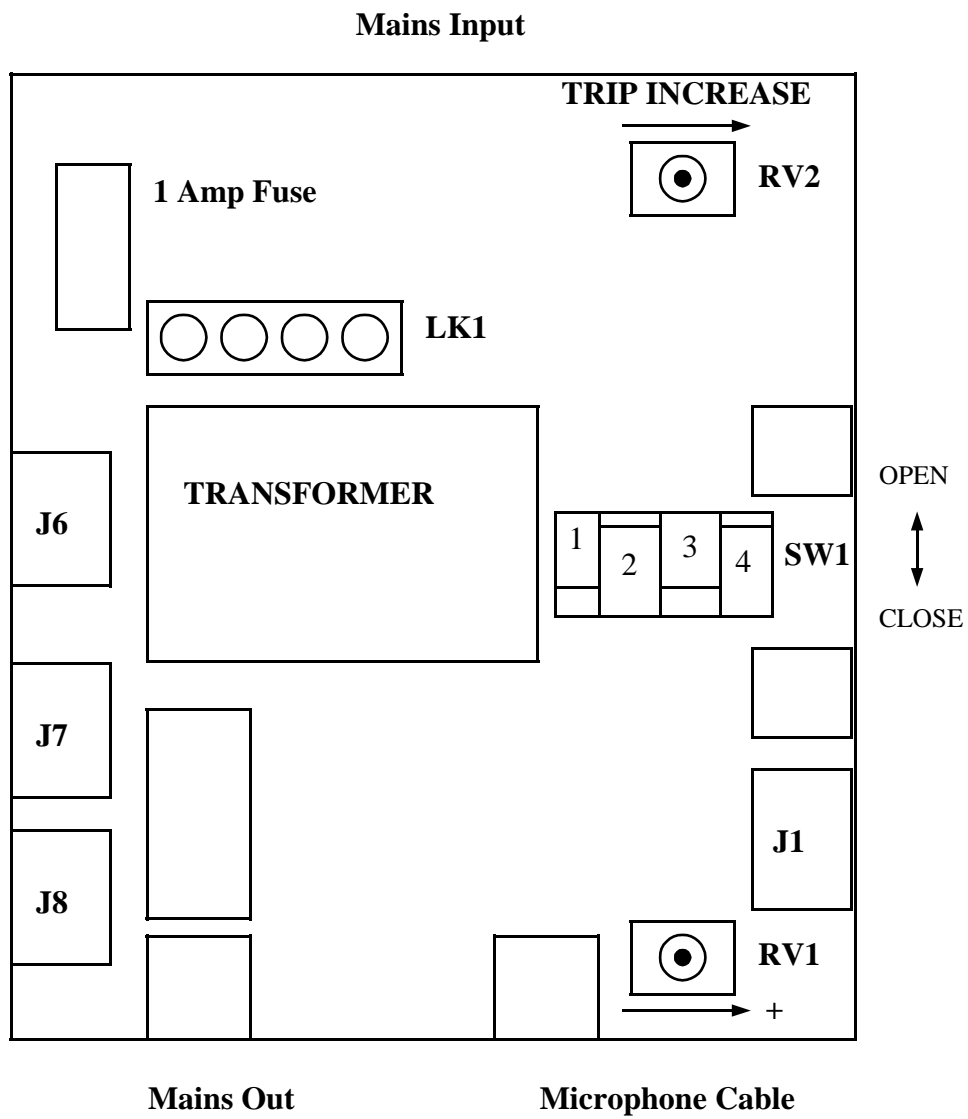 Mains Input
TRIP INCREASE
RV2
1 Amp Fuse
LK1
OPEN
TRANSFORMER
J6
1 2 3 4
SW1
CLOSE
J7
J1
J8
RV1
+
Mains Out
Microphone Cable